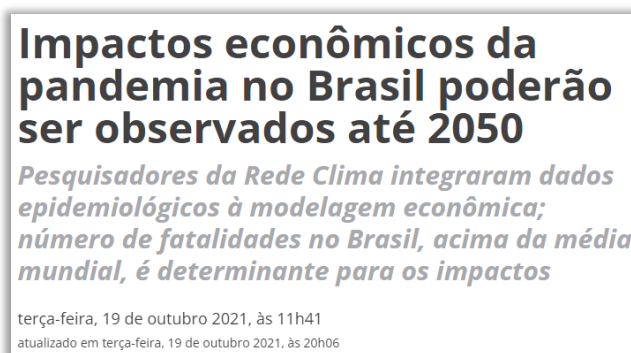 Impactos econômicos da
pandemia no Brasil poderão
ser observados até 2050
Pesquisadores da Rede Clima integraram dados
epidemiológicos à modelagem econômica;
número de fatalidades no Brasil, acima da média
mundial, é determinante para os impactos
terça-feira, 19 de outubro 2021, às 11h41
atualizado em terça-feira, 19 de outubro 2021, às 20h06